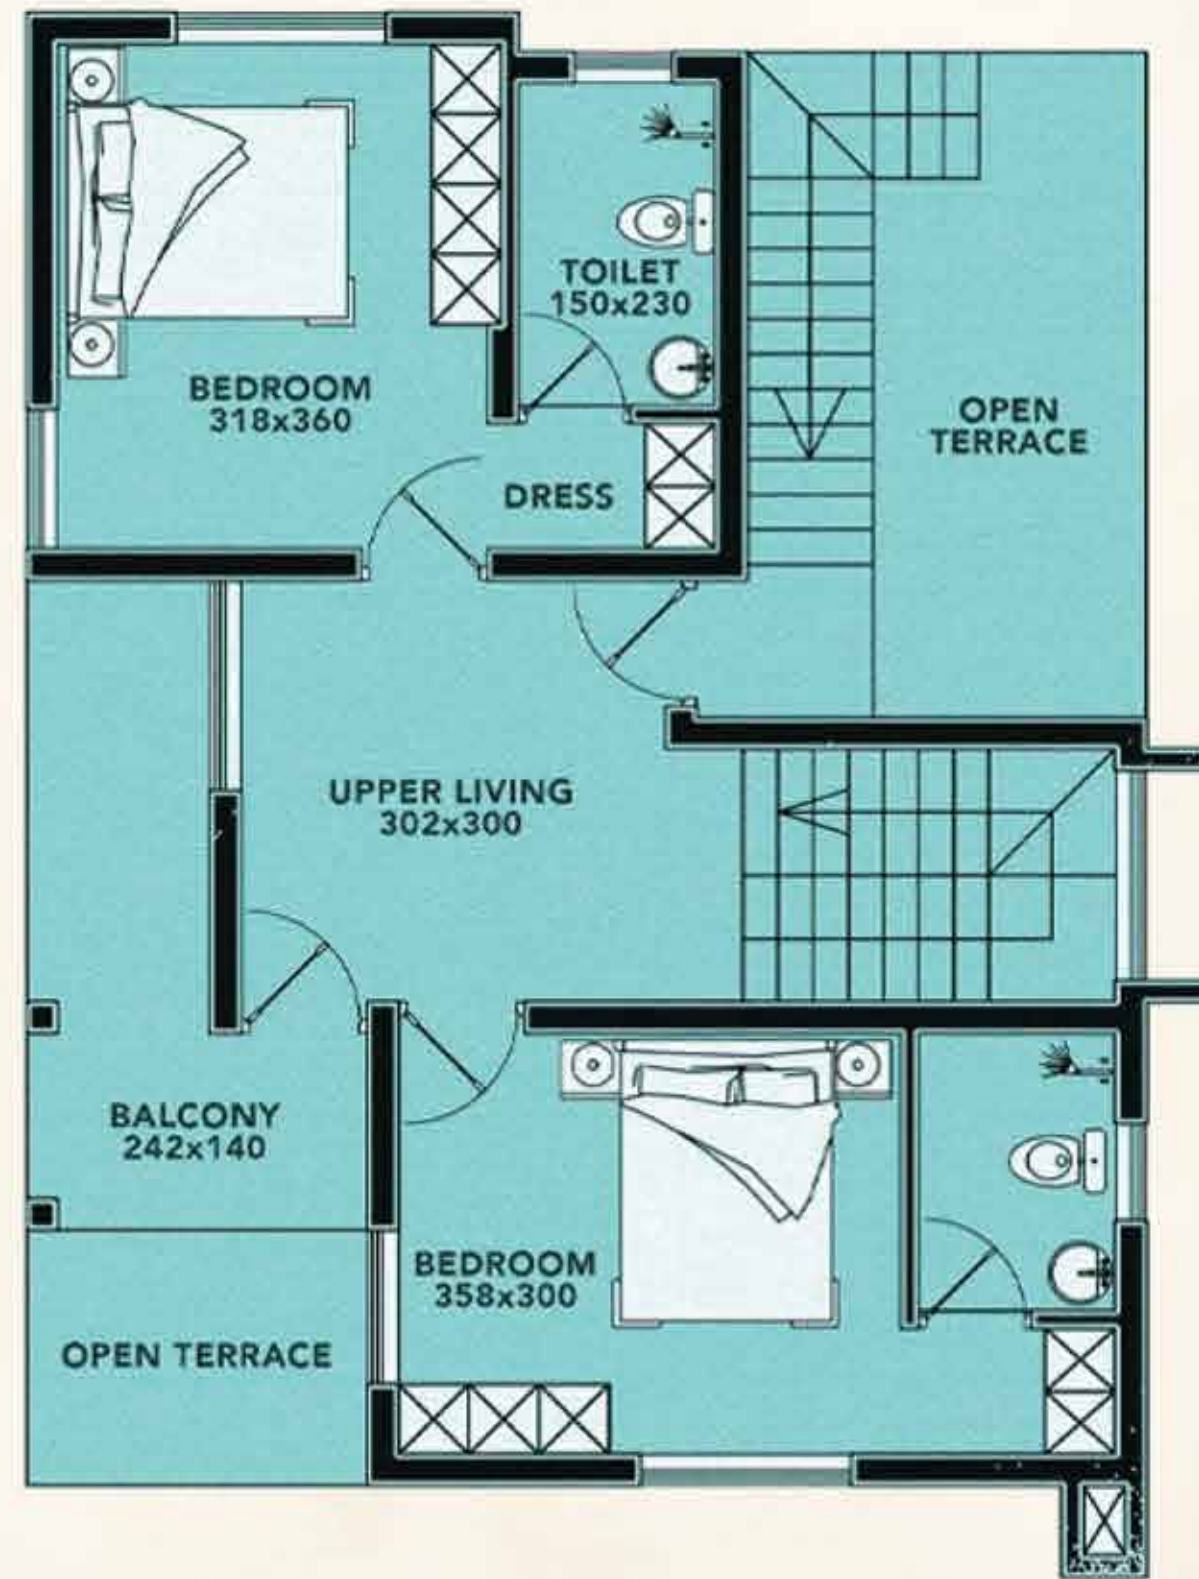 TOILET
150x230
BEDROOM
318x360
OPEN
TERRACE
DRESS
UPPER LIVING
302x300
BALCONY
242x140
BEDROOM
358x300
OPEN TERRACE